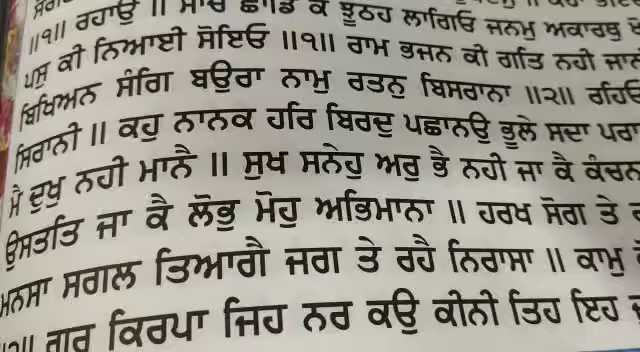 ॥੧॥ ਰਹਾਉ ॥ ਸਾਚ ਛਾਡਿ ਕੈ ਝੂਠਹ ਲਾਗਿਓ ਜਨਮੁ ਅਕਾਰਥੁ
ਪਸੁ ਕੀ ਨਿਆਈ ਸੋਇਓ ॥੧॥ ਰਾਮ ਭਜਨ ਕੀ ਗਤਿ ਨਹੀ
ਬਿਖਿਅਨ ਸੰਗਿ ਬਉਰਾ ਨਾਮੁ ਰਤਨੁ ਬਿਸਰਾਨਾ ॥੨॥ ਰਹਿਓ
ਸਿਰਾਨੀ ॥ ਕਹੁ ਨਾਨਕ ਹਰਿ ਬਿਰਦੁ ਪਛਾਨਉ ਭੂਲੇ ਸਦਾ
ਮੈ ਦੁਖੁ ਨਹੀ ਮਾਨੈ ॥ ਸੁਖ ਸਨੇਹੁ ਅਰੁ ਭੈ ਨਹੀ ਜਾ ਕੈ ਕੰਚਨ
ਉਸਤਤਿ ਜਾ ਕੈ ਲੋਭੁ ਮੋਹੁ ਅਭਿਮਾਨਾ ॥ ਹਰਖ ਸੋਗ ਤੇ
ਮਨਸਾ ਸਗਲ ਤਿਆਗੈ ਜਗ ਤੇ ਰਹੈ ਨਿਰਾਸਾ ॥ ਕਾਮੁ
ਕਿਰਪਾ ਜਿਹ ਨਰ ਕਉ ਕੀਨੀ ਤਿਹ ਇਹ